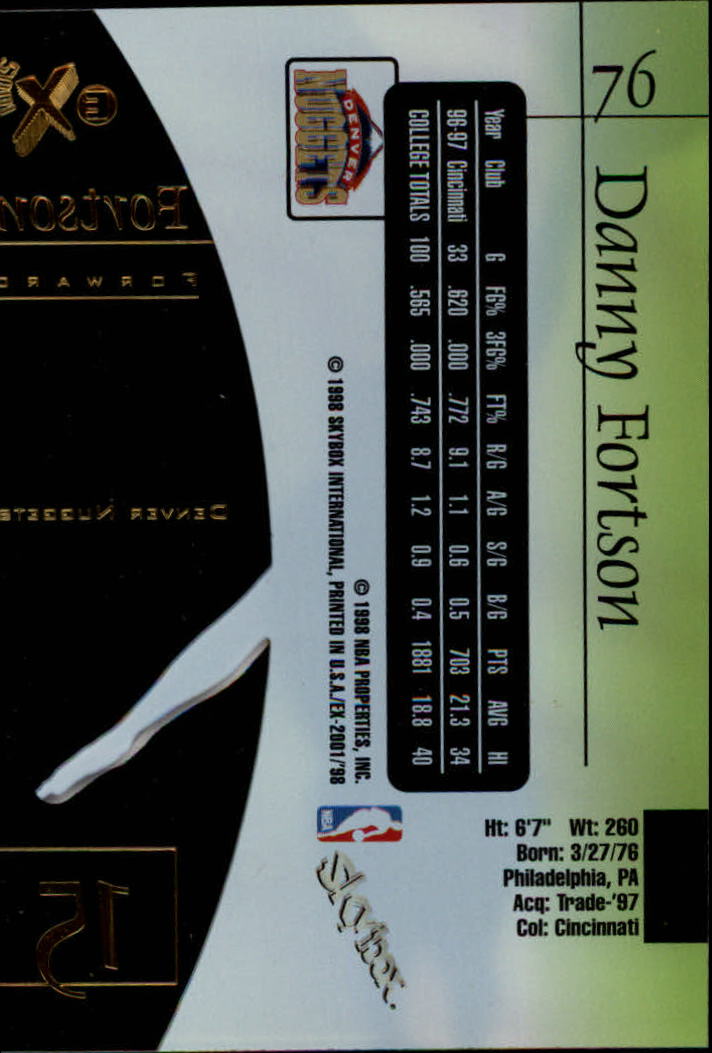 76 Danny Fortson
Ht: 6'7" Wt: 260
Born: 3/27/76
Philadelphia, PA
Acq: Trade-'97
Col: Cincinnati
Year Club G FG% 3FG% FT% R/G A/G S/G B/G PTS AVG HI
96-97 Cincinnati 33 .620 .000 .772 9.1 1.1 0.6 0.5 703 21.3 34
COLLEGE TOTALS 100 .565 .000 .743 8.7 1.2 0.9 0.4 1881 18.8 40
DENVER
NUGGETS
© 1998 NBA PROPERTIES, INC.
© 1998 SKYBOX INTERNATIONAL, PRINTED IN U.S.A./EX-2001/'98
NBA
Skybox
E
X
2001
Fortson
FORWARD
DENVER NUGGETS
15